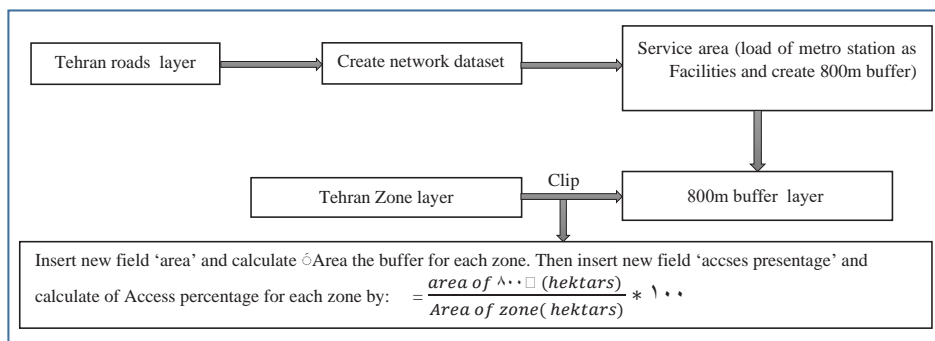 Tehran roads layer
Create network dataset
Service area (load of metro station as
Facilities and create 800m buffer)
Clip
Tehran Zone layer
800m buffer layer
Insert new field ‘area’ and calculate Area the buffer for each zone. Then insert new field ‘accses presentage’ and
calculate of Access percentage for each zone by:
= area of ٨٠٠ (hektars)
Area of zone( hektars) * ١٠٠